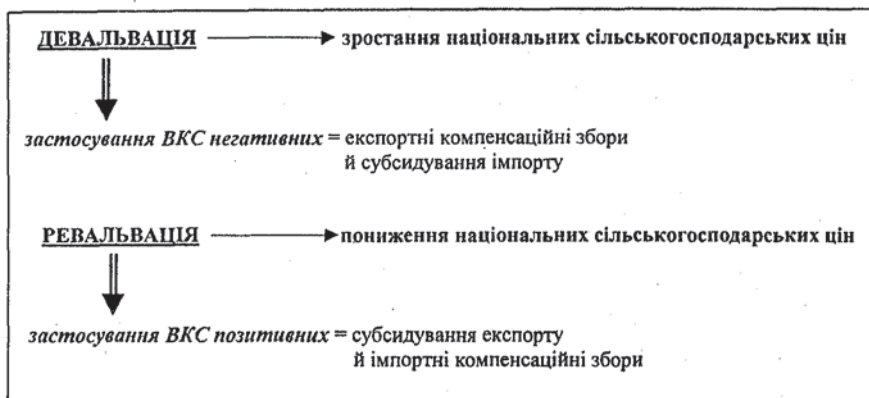 ДЕВАЛЬВАЦІЯ зростання національних сільськогосподарських цін
застосування ВКС негативних = експортні компенсаційні збори
й субсидування імпорту
РЕВАЛЬВАЦІЯ пониження національних сільськогосподарських цін
застосування ВКС позитивних = субсидування експорту
й імпортні компенсаційні збори